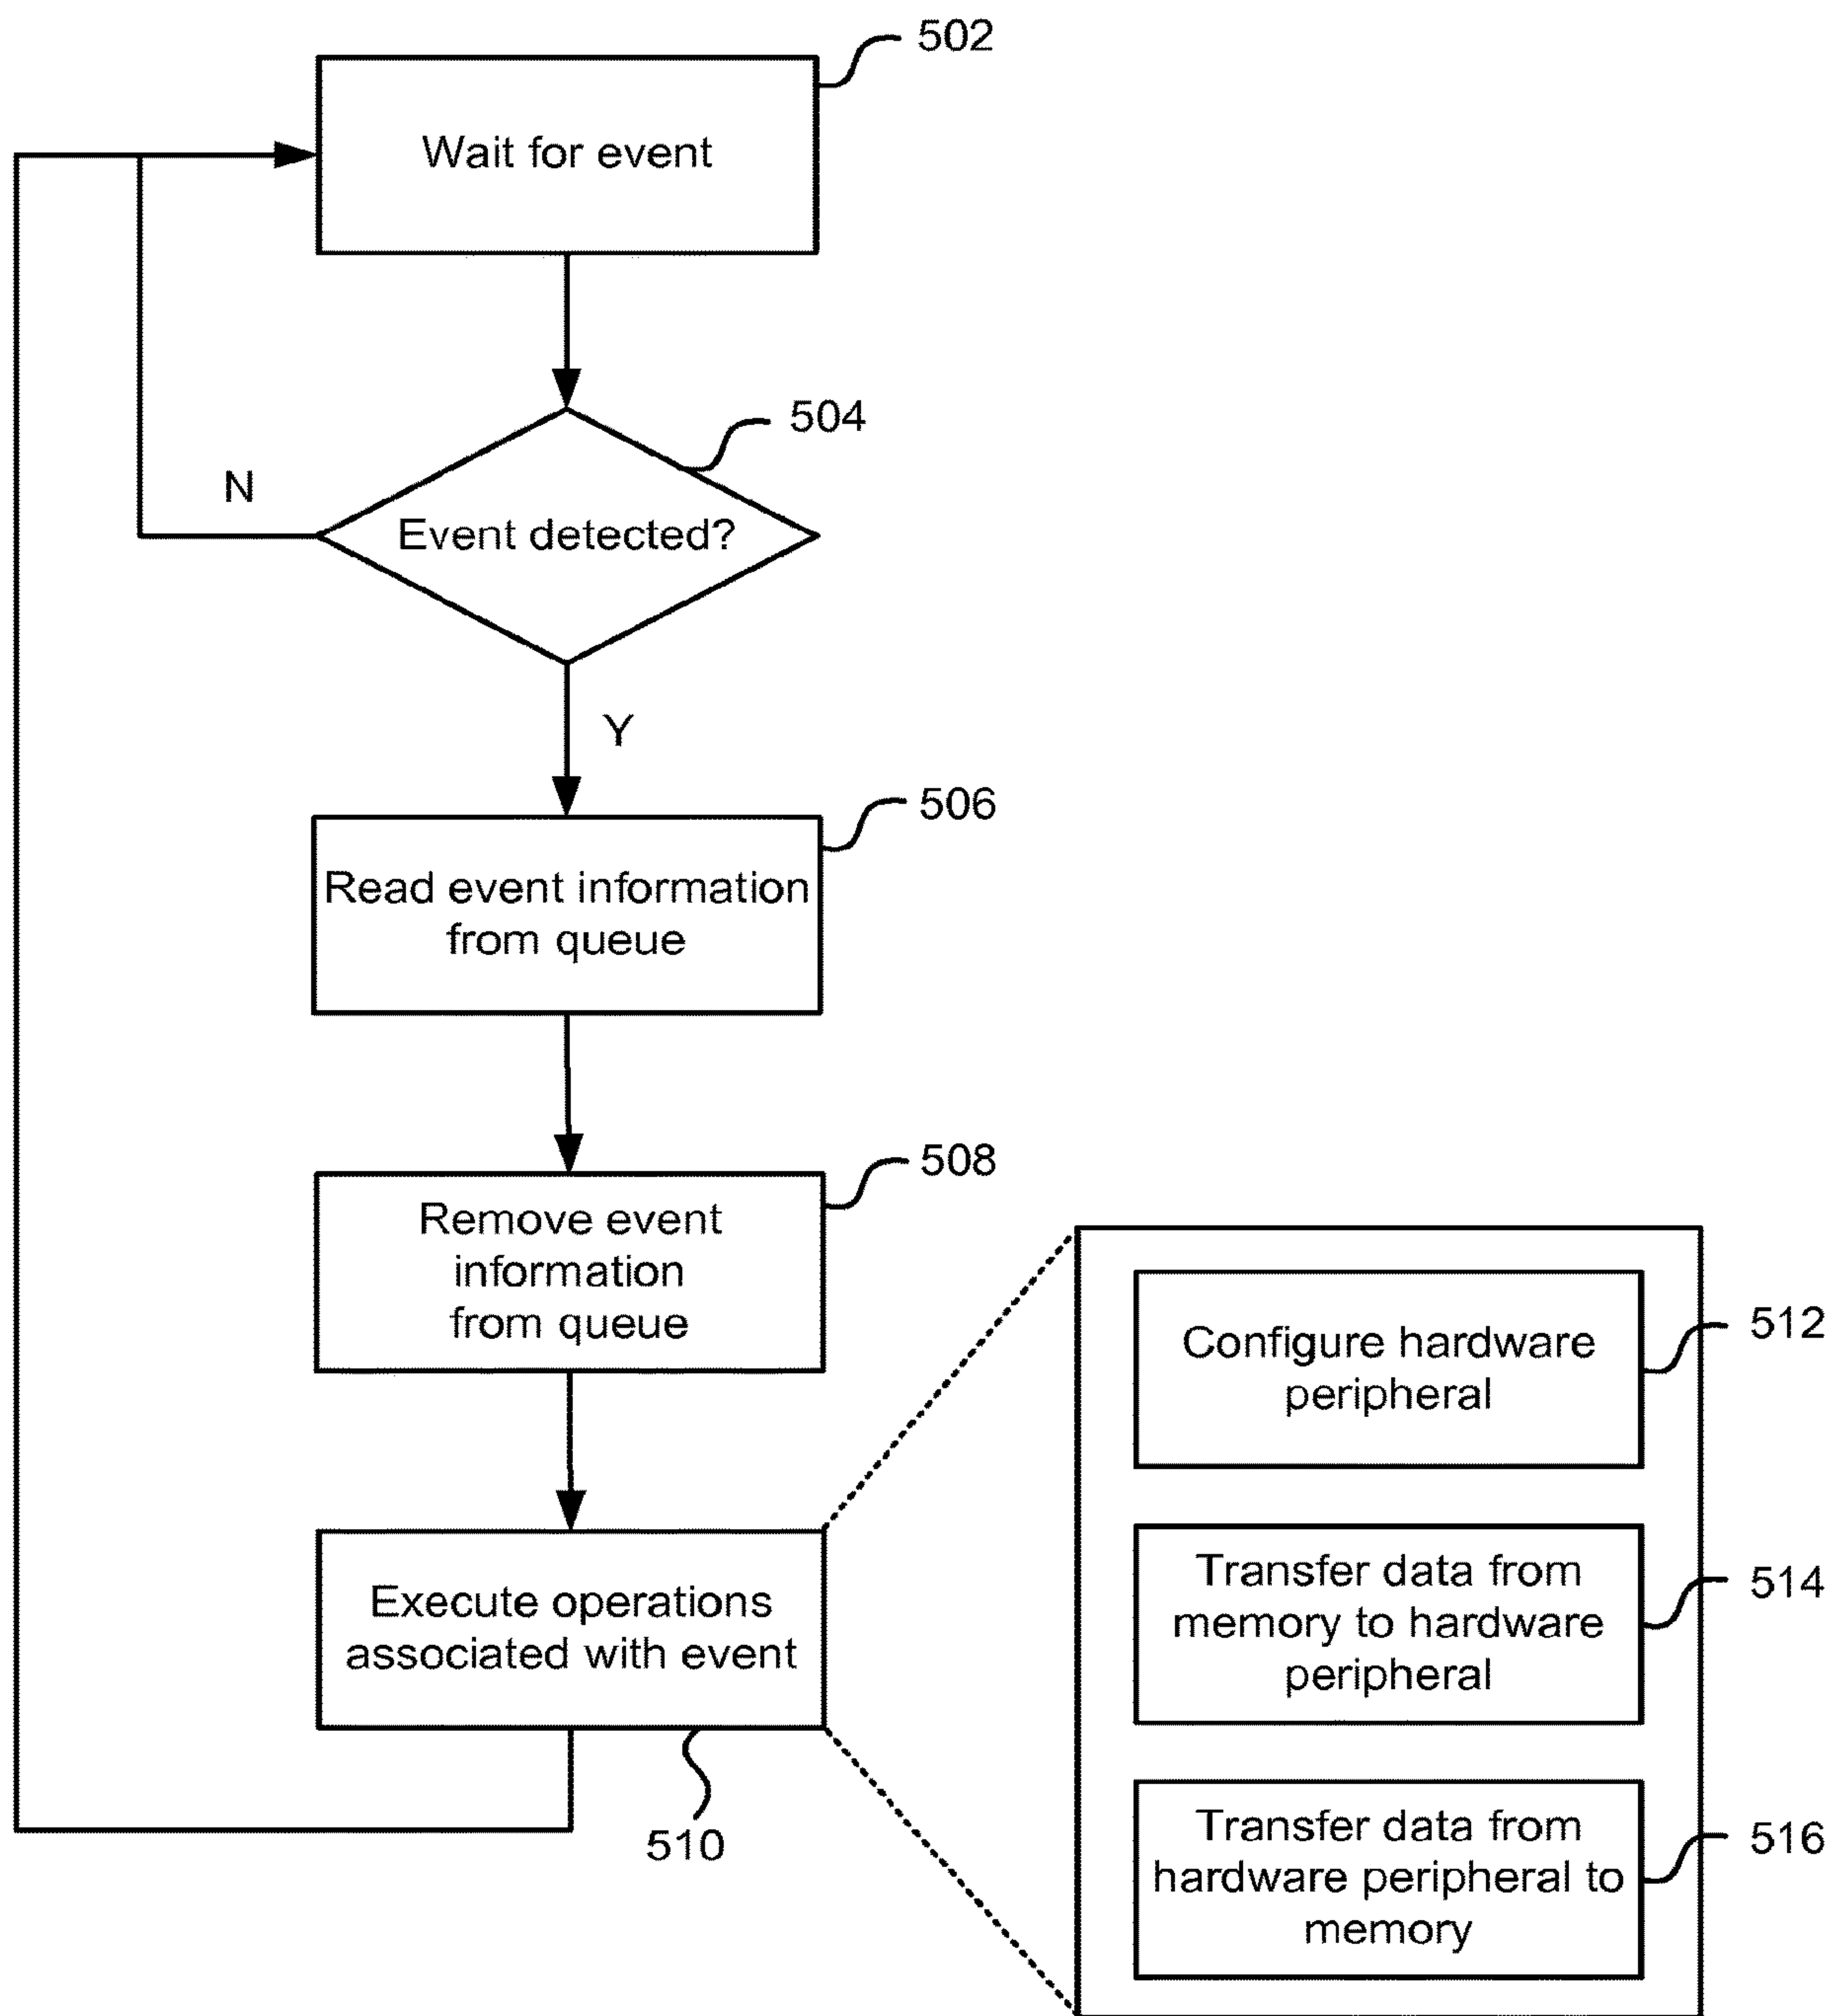 502
Wait for event
504
N
Event detected?
Y
506
Read event information
from queue
508
Remove event
information
from queue
Execute operations
associated with event
510
Configure hardware
peripheral
512
Transfer data from
memory to hardware
peripheral
514
Transfer data from
hardware peripheral to
memory
516